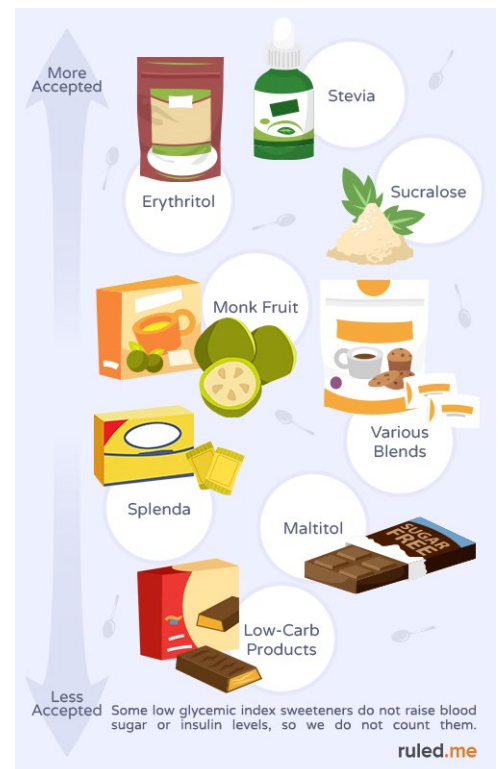 More
Accepted
Stevia
Erythritol
Sucralose
Monk Fruit
Various
Blends
Splenda
Maltitol
SUGAR
FREE
Low-Carb
Products
Less
Accepted
Some low glycemic index sweeteners do not raise blood
sugar or insulin levels, so we do not count them.
ruled.me